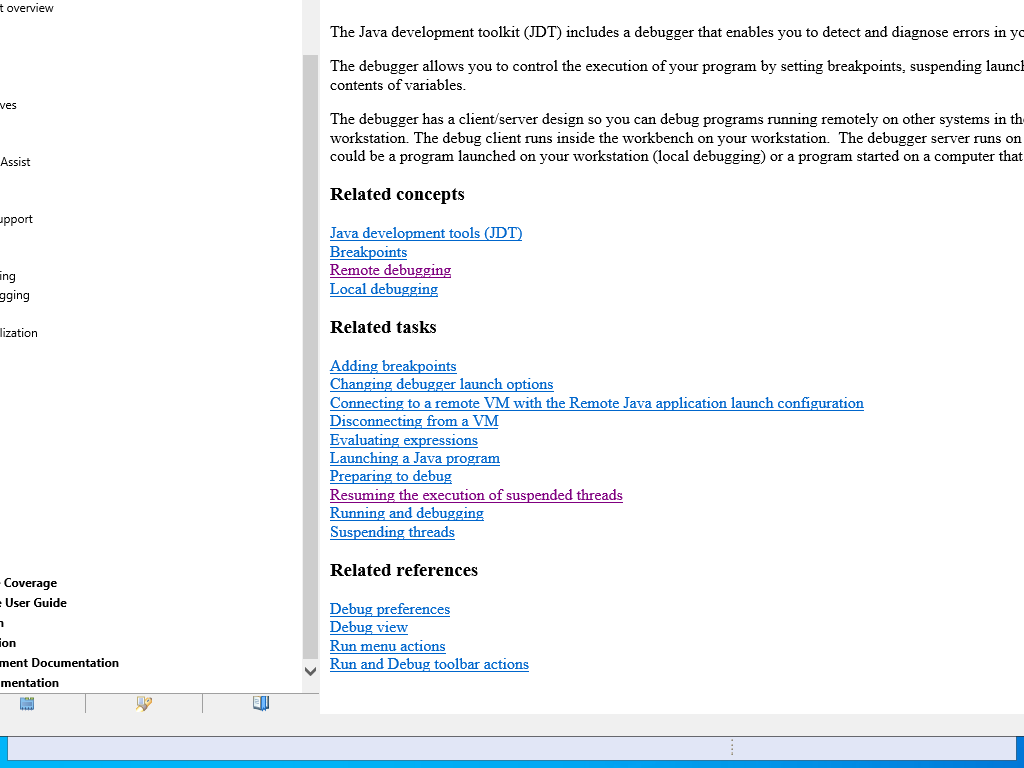 t overview
ves
Assist
upport
ing
gging
lization
Coverage
User Guide
n
ion
ment Documentation
mentation
The Java development toolkit (JDT) includes a debugger that enables you to detect and diagnose errors in yo
The debugger allows you to control the execution of your program by setting breakpoints, suspending launch
contents of variables.
The debugger has a client/server design so you can debug programs running remotely on other systems in the
workstation. The debug client runs inside the workbench on your workstation.  The debugger server runs on
could be a program launched on your workstation (local debugging) or a program started on a computer that
Related concepts
Java development tools (JDT)
Breakpoints
Remote debugging
Local debugging
Related tasks
Adding breakpoints
Changing debugger launch options
Connecting to a remote VM with the Remote Java application launch configuration
Disconnecting from a VM
Evaluating expressions
Launching a Java program
Preparing to debug
Resuming the execution of suspended threads
Running and debugging
Suspending threads
Related references
Debug preferences
Debug view
Run menu actions
Run and Debug toolbar actions